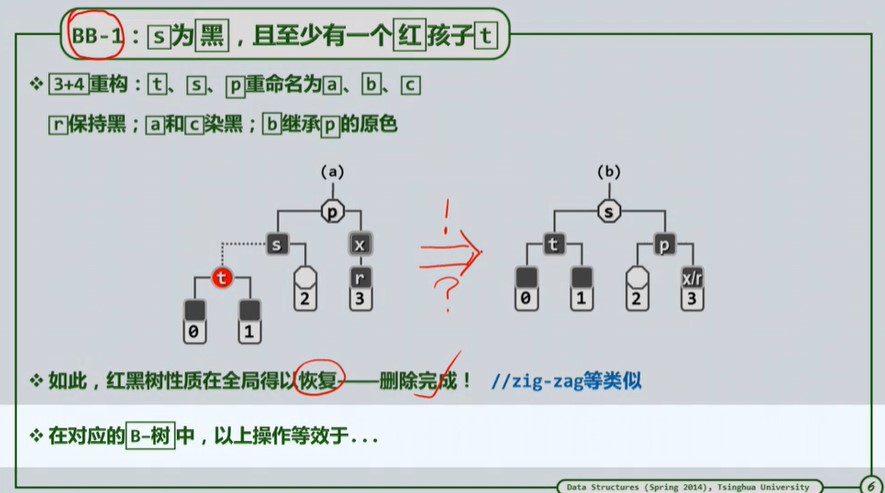 BB-1：s为黑，且至少有一个红孩子t
❖ 3+4重构：t、s、p重命名为a、b、c
r保持黑；a和c染黑；b继承p的原色
(a)
(b)
p
s
!
s
x
t
p
t
r
x/r
2
3
0
1
2
3
?
0
1
❖ 如此，红黑树性质在全局得以恢复——删除完成！ //zig-zag等类似
❖ 在对应的B-树中，以上操作等效于...
Data Structures (Spring 2014), Tsinghua University
6